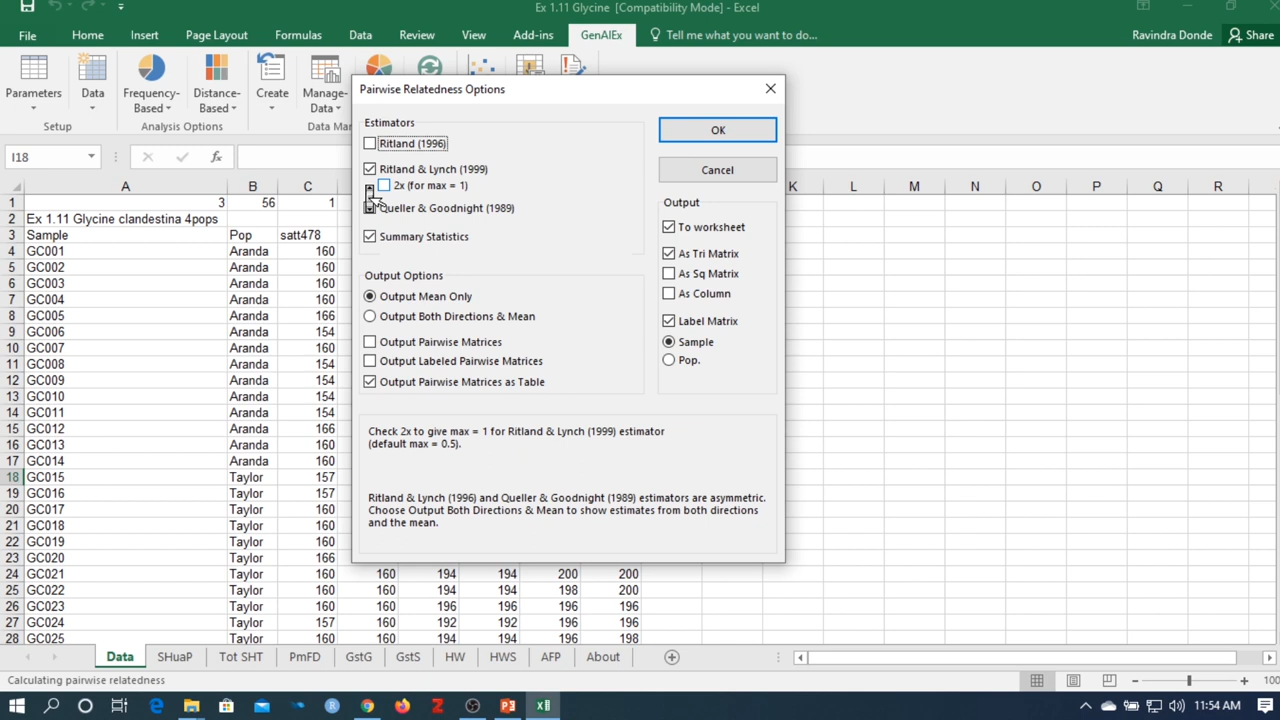 Ex 1.11 Glycine [Compatibility Mode] - Excel
File Home Insert Page Layout Formulas Data Review View Add-ins GenAlEx Tell me what you want to do... Ravindra Donde Share
Parameters Data Frequency-Based Distance-Based Create Manage-Data
Setup Analysis Options Data Ma
I18
Pairwise Relatedness Options
Estimators
Ritland (1996)
Ritland & Lynch (1999)
2x (for max = 1)
Queller & Goodnight (1989)
Summary Statistics
Output Options
Output Mean Only
Output Both Directions & Mean
Output Pairwise Matrices
Output Labeled Pairwise Matrices
Output Pairwise Matrices as Table
OK
Cancel
Output
To worksheet
As Tri Matrix
As Sq Matrix
As Column
Label Matrix
Sample
Pop.
Check 2x to give max = 1 for Ritland & Lynch (1999) estimator
(default max = 0.5).
Ritland & Lynch (1996) and Queller & Goodnight (1989) estimators are asymmetric.
Choose Output Both Directions & Mean to show estimates from both directions
and the mean.
A B C K L M N O P Q R
1 3 56 1
2 Ex 1.11 Glycine clandestina 4pops
3 Sample Pop satt478
4 GC001 Aranda 160
5 GC002 Aranda 160
6 GC003 Aranda 160
7 GC004 Aranda 160
8 GC005 Aranda 166
9 GC006 Aranda 154
10 GC007 Aranda 160
11 GC008 Aranda 154
12 GC009 Aranda 154
13 GC010 Aranda 154
14 GC011 Aranda 154
15 GC012 Aranda 166
16 GC013 Aranda 160
17 GC014 Aranda 160
18 GC015 Taylor 157
19 GC016 Taylor 157
20 GC017 Taylor 160
21 GC018 Taylor 160
22 GC019 Taylor 160
23 GC020 Taylor 166
24 GC021 Taylor 160 160 194 194 200 200
25 GC022 Taylor 160 160 194 194 198 200
26 GC023 Taylor 160 160 196 196 196 196
27 GC024 Taylor 157 160 192 192 196 196
28 GC025 Taylor 160 160 194 194 196 198
Data SHuaP Tot SHT PmFD GstG GstS HW HWS AFP About
Calculating pairwise relatedness 100
11:54 AM